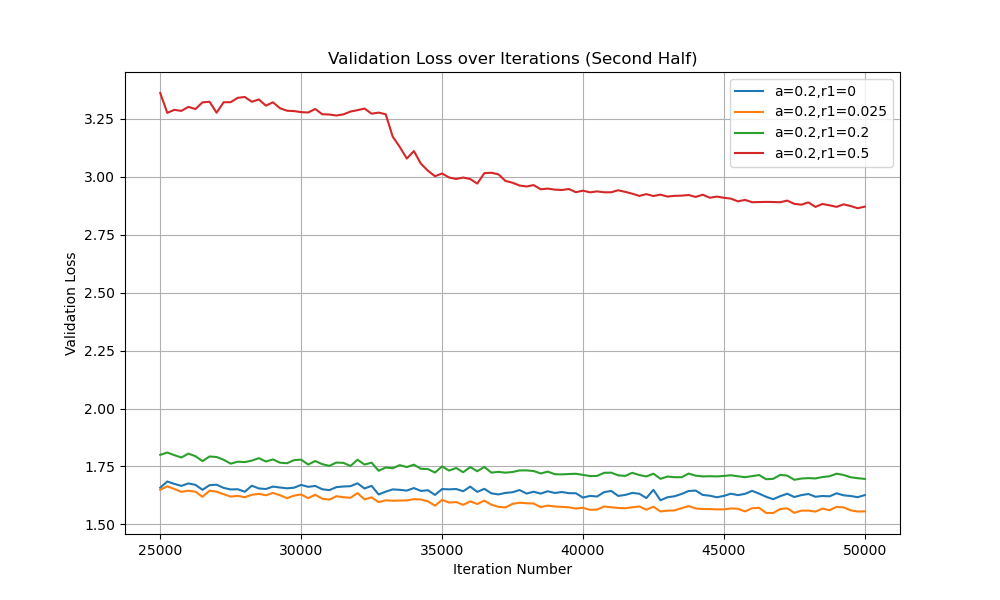 Validation Loss over Iterations (Second Half)
a=0.2,r1=0
a=0.2,r1=0.025
a=0.2,r1=0.2
a=0.2,r1=0.5
Validation Loss
3.25
3.00
2.75
2.50
2.25
2.00
1.75
1.50
25000 30000 35000 40000 45000 50000
Iteration Number